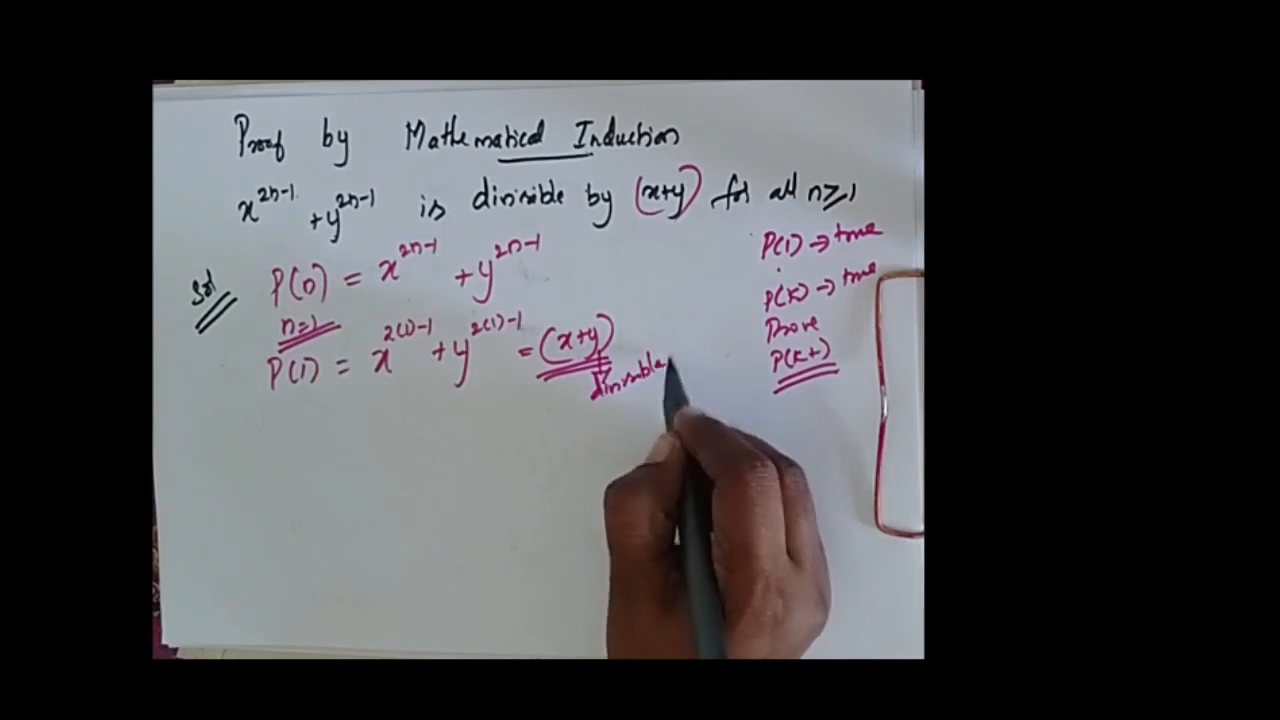 Proof by Mathematical Induction
x^{2n-1} + y^{2n-1} is divisible by (x+y) for all n≥1
Sol
P(n) = x^{2n-1} + y^{2n-1}
n=1
P(1) = x^{2(1)-1} + y^{2(1)-1} = (x+y)
divisible
P(1) → true
P(k) → true
Prove
P(k+)